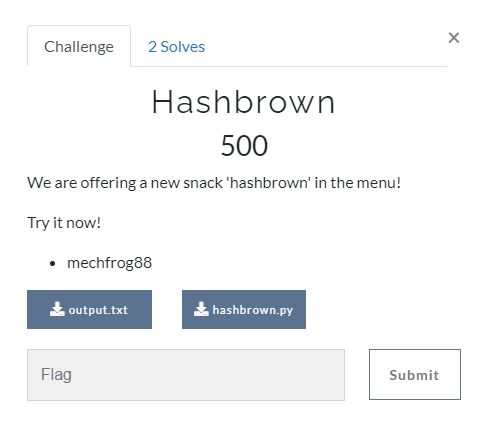 Challenge
2 Solves
×
Hashbrown
500
We are offering a new snack 'hashbrown' in the menu!
Try it now!
• mechfrog88
output.txt
hashbrown.py
Flag
Submit